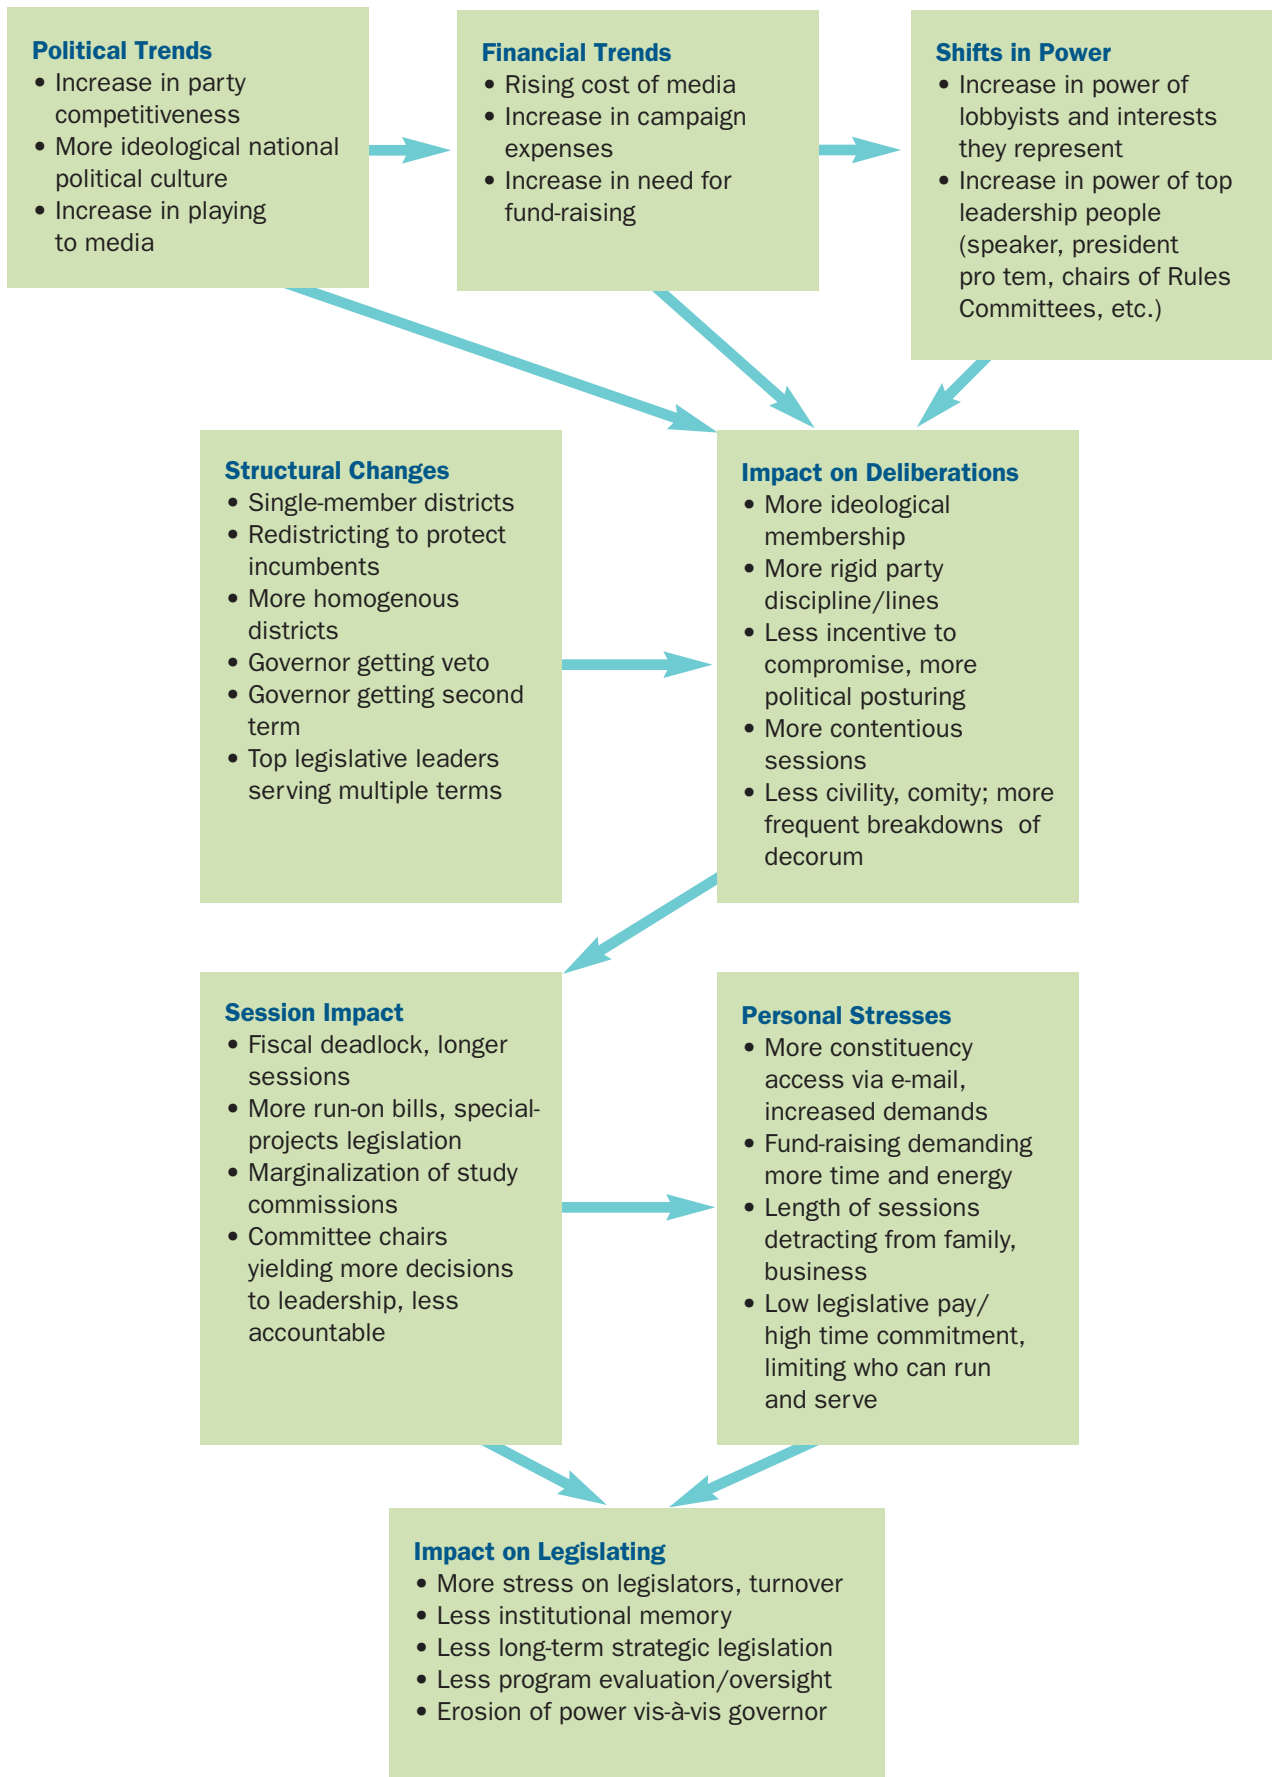 Political Trends
• Increase in party
competitiveness
• More ideological national
political culture
• Increase in playing
to media
Financial Trends
• Rising cost of media
• Increase in campaign
expenses
• Increase in need for
fund-raising
Shifts in Power
• Increase in power of
lobbyists and interests
they represent
• Increase in power of top
leadership people
(speaker, president
pro tem, chairs of Rules
Committees, etc.)
Structural Changes
• Single-member districts
• Redistricting to protect
incumbents
• More homogenous
districts
• Governor getting veto
• Governor getting second
term
• Top legislative leaders
serving multiple terms
Impact on Deliberations
• More ideological
membership
• More rigid party
discipline/lines
• Less incentive to
compromise, more
political posturing
• More contentious
sessions
• Less civility, comity; more
frequent breakdowns of
decorum
Session Impact
• Fiscal deadlock, longer
sessions
• More run-on bills, special-
projects legislation
• Marginalization of study
commissions
• Committee chairs
yielding more decisions
to leadership, less
accountable
Personal Stresses
• More constituency
access via e-mail,
increased demands
• Fund-raising demanding
more time and energy
• Length of sessions
detracting from family,
business
• Low legislative pay/
high time commitment,
limiting who can run
and serve
Impact on Legislating
• More stress on legislators, turnover
• Less institutional memory
• Less long-term strategic legislation
• Less program evaluation/oversight
• Erosion of power vis-à-vis governor